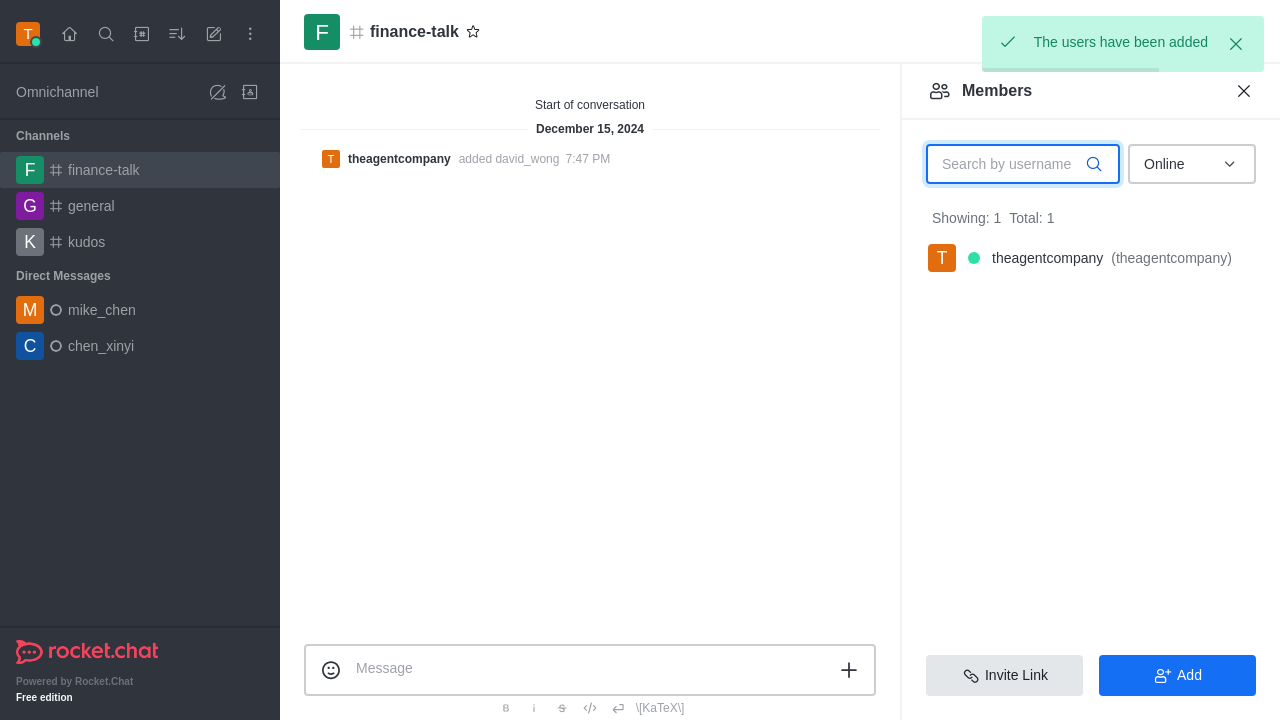 T
Omnichannel
Channels
F finance-talk
G general
K kudos
Direct Messages
M mike_chen
C chen_xinyi
rocket.chat
Powered by Rocket.Chat
Free edition
F finance-talk
Start of conversation
December 15, 2024
T theagentcompany added david_wong 7:47 PM
Message
B i S </> \[KaTeX\]
The users have been added
Members
Search by username
Online
Showing: 1 Total: 1
T theagentcompany (theagentcompany)
Invite Link
Add